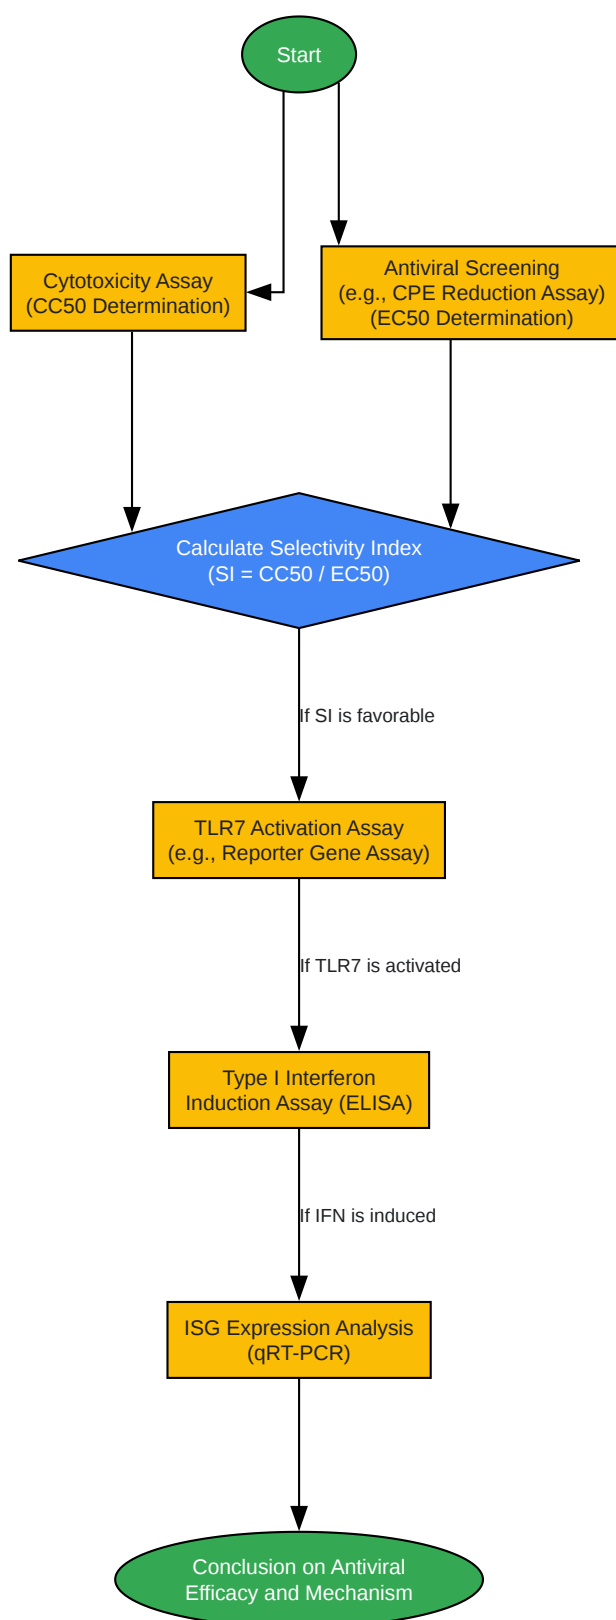 Start
Cytotoxicity Assay
(CC50 Determination)
Antiviral Screening
(e.g., CPE Reduction Assay)
(EC50 Determination)
Calculate Selectivity Index
(SI = CC50 / EC50)
If SI is favorable
TLR7 Activation Assay
(e.g., Reporter Gene Assay)
If TLR7 is activated
Type I Interferon
Induction Assay (ELISA)
If IFN is induced
ISG Expression Analysis
(qRT-PCR)
Conclusion on Antiviral
Efficacy and Mechanism